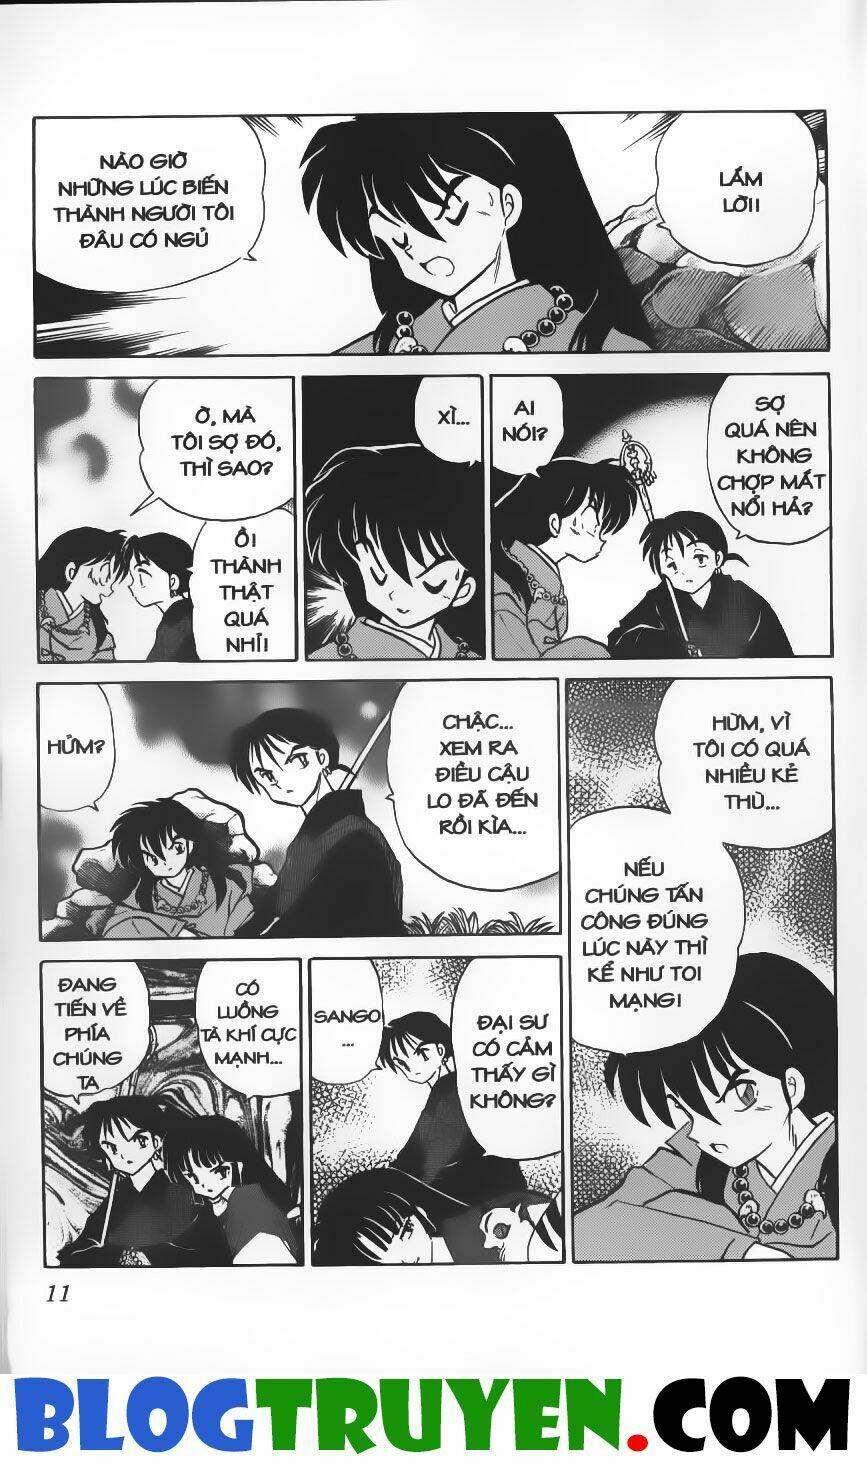 LẮM
LỜI!
NÀO GIỜ
NHỮNG LÚC BIẾN
THÀNH NGƯỜI TÔI
ĐÂU CÓ NGỦ
SỢ
QUÁ NÊN
KHÔNG
CHỢP MẮT
NỔI HẢ?
AI
NÓI?
XÌ...
Ờ, MÀ
TÔI SỢ ĐÓ,
THÌ SAO?
ỒI
THÀNH
THẬT
QUÁ
NHỈ!
HỪM, VÌ
TÔI CÓ QUÁ
NHIỀU KẺ
THÙ...
NẾU
CHÚNG TẤN
CÔNG ĐÚNG
LÚC NÀY THÌ
KỂ NHƯ TOI
MẠNG!
CHẬC...
XEM RA
ĐIỀU CẬU
LO ĐÃ ĐẾN
RỒI KÌA...
HỬM?
ĐẠI SƯ
CÓ CẢM
THẤY GÌ
KHÔNG?
SANGO
...
CÓ
LUỒNG
TÀ KHÍ CỰC
MẠNH...
ĐANG
TIẾN VỀ
PHÍA
CHÚNG
TA
11
BLOGTRUYEN.COM